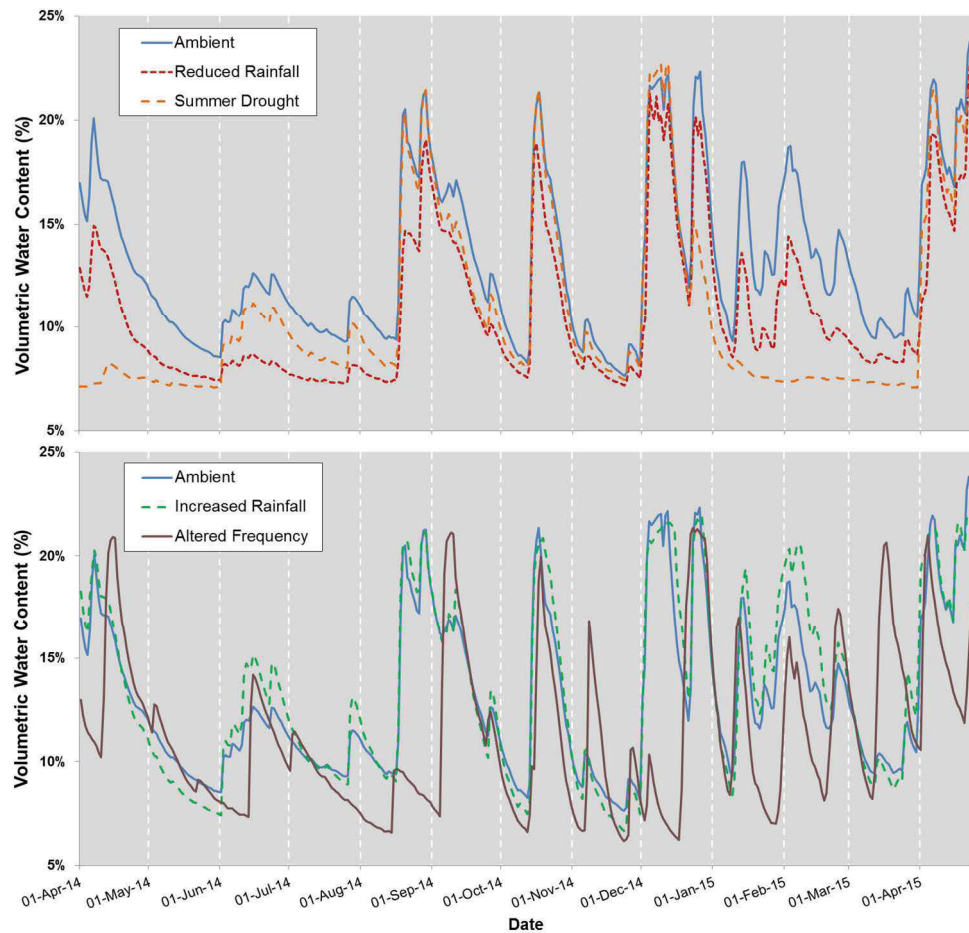 25%
20%
15%
10%
5%
Volumetric Water Content (%)
Ambient
Reduced Rainfall
Summer Drought
25%
20%
15%
10%
5%
Volumetric Water Content (%)
Ambient
Increased Rainfall
Altered Frequency
01-Apr-14
01-May-14
01-Jun-14
01-Jul-14
01-Aug-14
01-Sep-14
01-Oct-14
01-Nov-14
01-Dec-14
01-Jan-15
01-Feb-15
01-Mar-15
01-Apr-15
Date